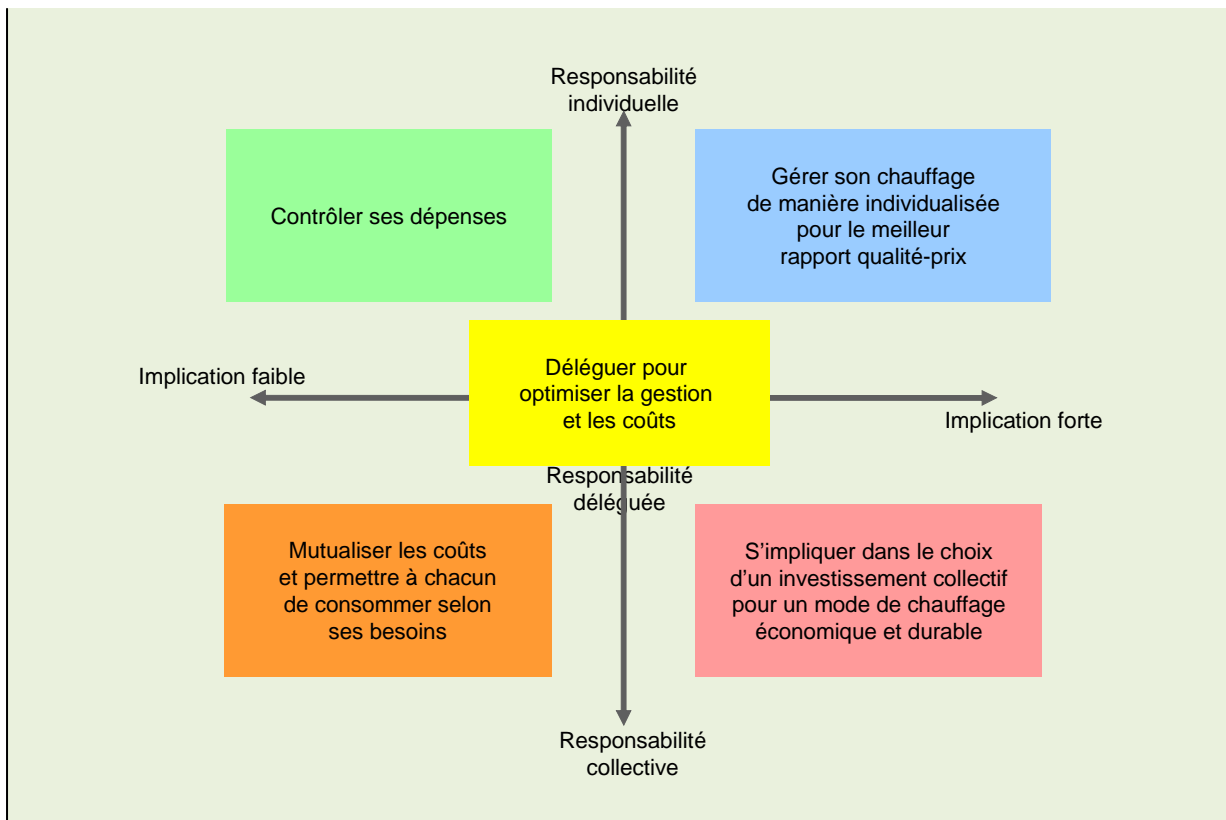 Responsabilité
individuelle
Contrôler ses dépenses
Gérer son chauffage
de manière individualisée
pour le meilleur
rapport qualité-prix
Implication faible
Déléguer pour
optimiser la gestion
et les coûts
Implication forte
Responsabilité
déléguée
Mutualiser les coûts
et permettre à chacun
de consommer selon
ses besoins
S’impliquer dans le choix
d’un investissement collectif
pour un mode de chauffage
économique et durable
Responsabilité
collective